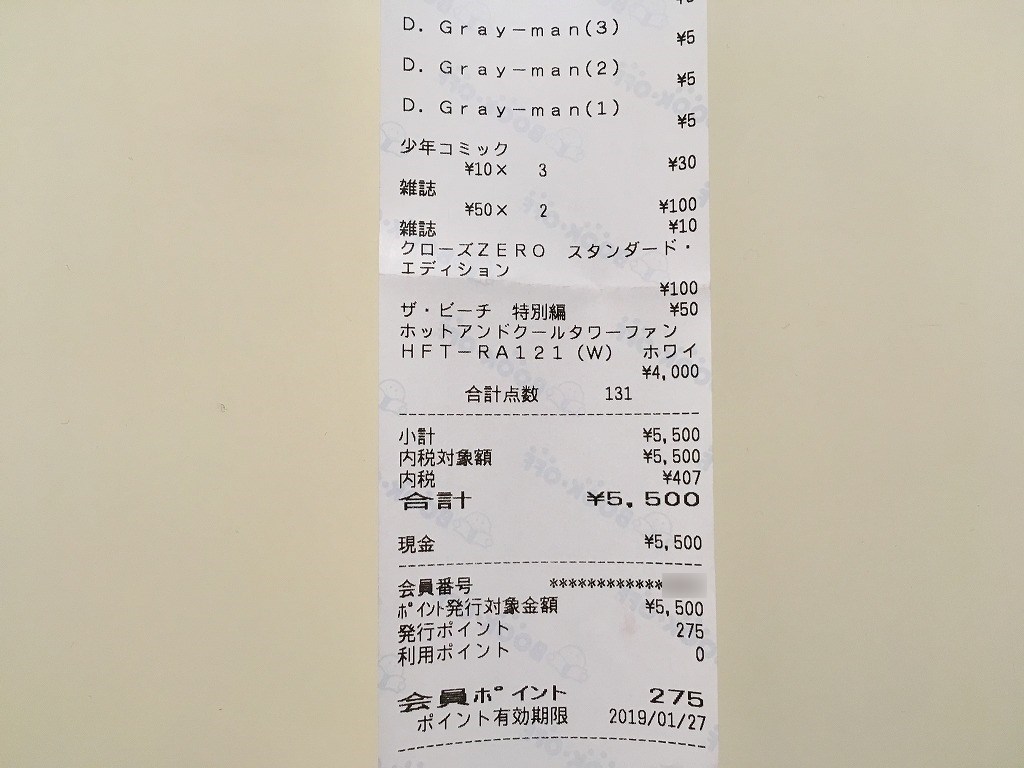 Ｄ．Ｇｒａｙ－ｍａｎ(３)
¥5
Ｄ．Ｇｒａｙ－ｍａｎ(２)
¥5
Ｄ．Ｇｒａｙ－ｍａｎ(１)
¥5
少年コミック
¥10× 3 ¥30
雑誌
¥50× 2 ¥100
雑誌 ¥10
クローズＺＥＲＯ　スタンダード・
エディション
¥100
ザ・ビーチ　特別編 ¥50
ホットアンドクールタワーファン
ＨＦＴ－ＲＡ１２１（Ｗ）　ホワイ
¥4,000
合計点数 131
小計 ¥5,500
内税対象額 ¥5,500
内税 ¥407
合計 ¥5,500
現金 ¥5,500
会員番号 ************
ﾎﾟｲﾝﾄ発行対象金額 ¥5,500
発行ポイント 275
利用ポイント 0
会員ポイント 275
ポイント有効期限 2019/01/27